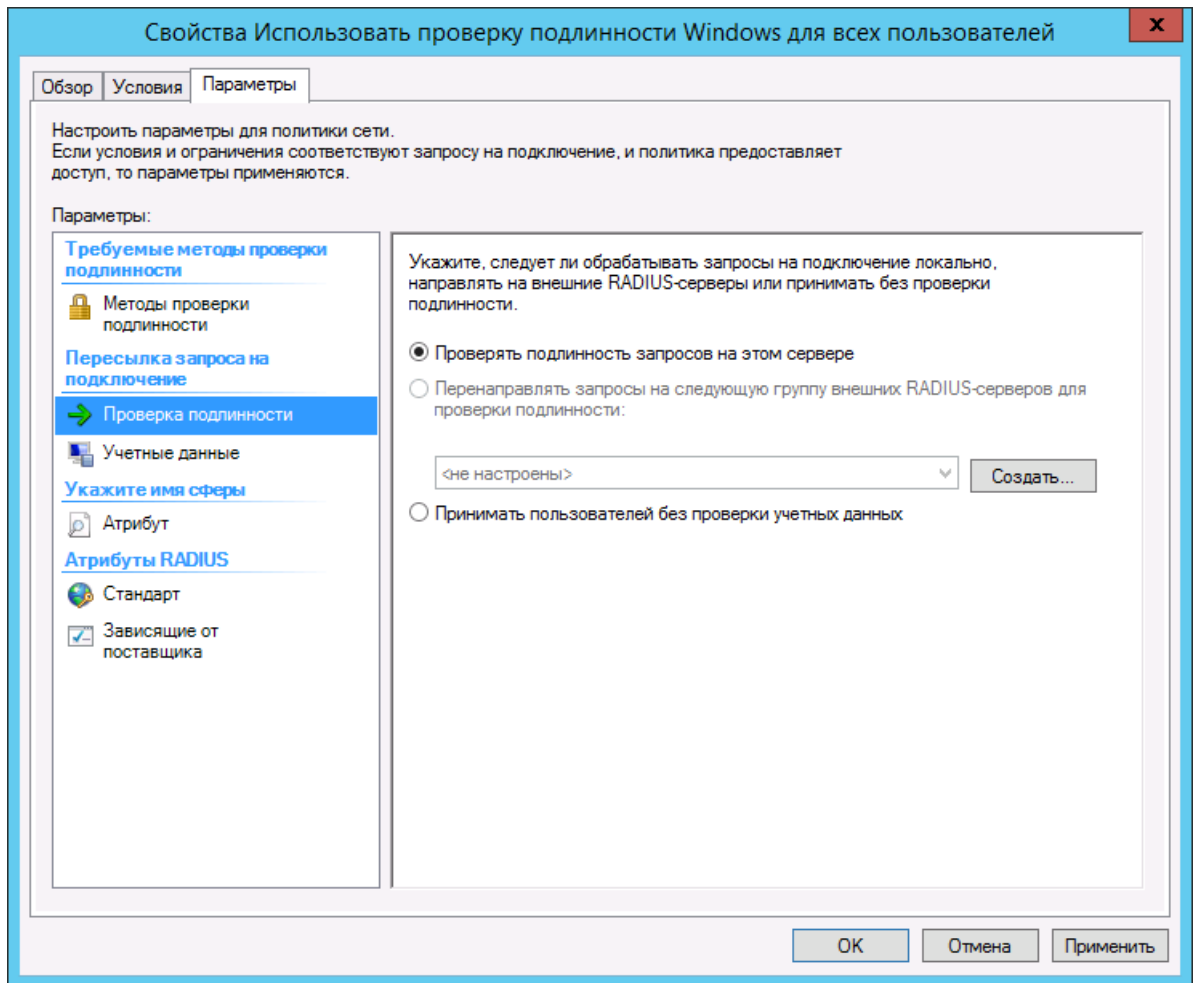 Свойства Использовать проверку подлинности Windows для всех пользователей
x
Обзор Условия Параметры
Настроить параметры для политики сети.
Если условия и ограничения соответствуют запросу на подключение, и политика предоставляет
доступ, то параметры применяются.
Параметры:
Требуемые методы проверки
подлинности
Методы проверки
подлинности
Пересылка запроса на
подключение
Проверка подлинности
Учетные данные
Укажите имя сферы
Атрибут
Атрибуты RADIUS
Стандарт
Зависящие от
поставщика
Укажите, следует ли обрабатывать запросы на подключение локально,
направлять на внешние RADIUS-серверы или принимать без проверки
подлинности.
Проверять подлинность запросов на этом сервере
Перенаправлять запросы на следующую группу внешних RADIUS-серверов для
проверки подлинности:
<не настроены> Создать...
Принимать пользователей без проверки учетных данных
ОК Отмена Применить